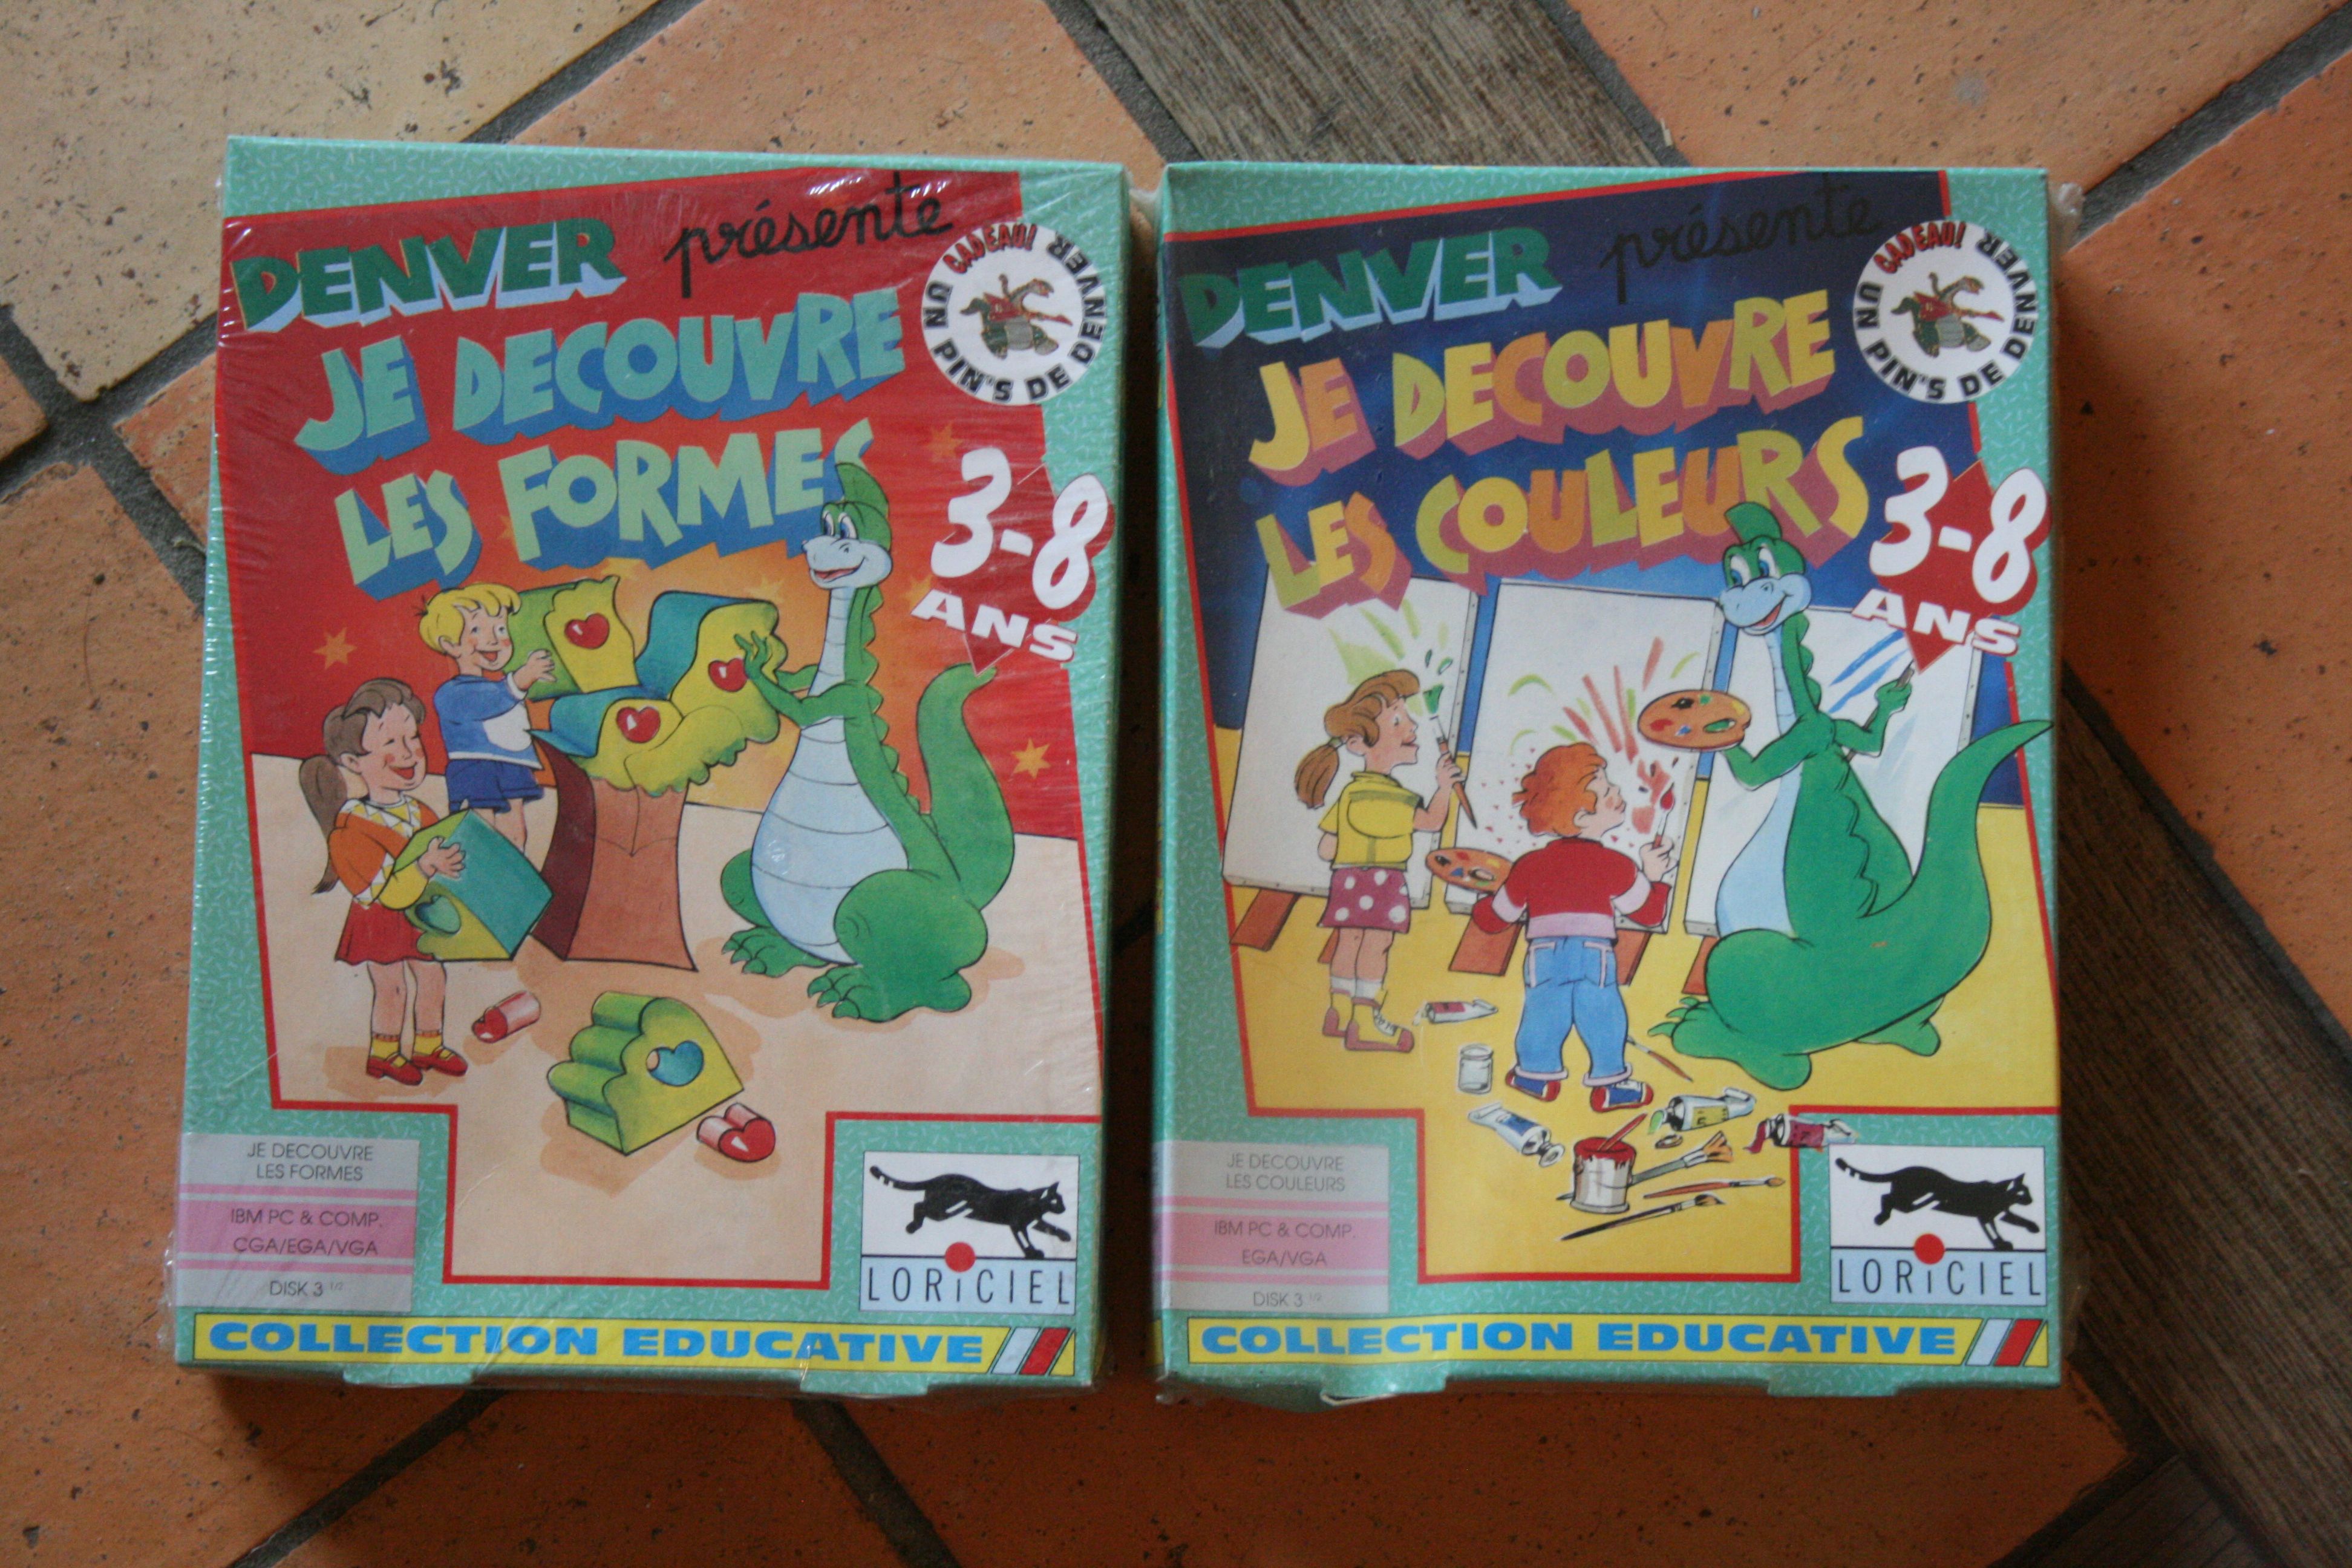 DENVER présente
JE DECOUVRE
LES FORMES
CADEAU!
UN PIN'S DE DENVER
3-8
ANS
JE DECOUVRE
LES FORMES
IBM PC & COMP.
CGA/EGA/VGA
DISK 3 1/2
LORiCIEL
COLLECTION EDUCATIVE
DENVER présente
JE DECOUVRE
LES COULEURS
CADEAU!
UN PIN'S DE DENVER
3-8
ANS
JE DECOUVRE
LES COULEURS
IBM PC & COMP.
EGA/VGA
DISK 3 1/2
LORiCIEL
COLLECTION EDUCATIVE